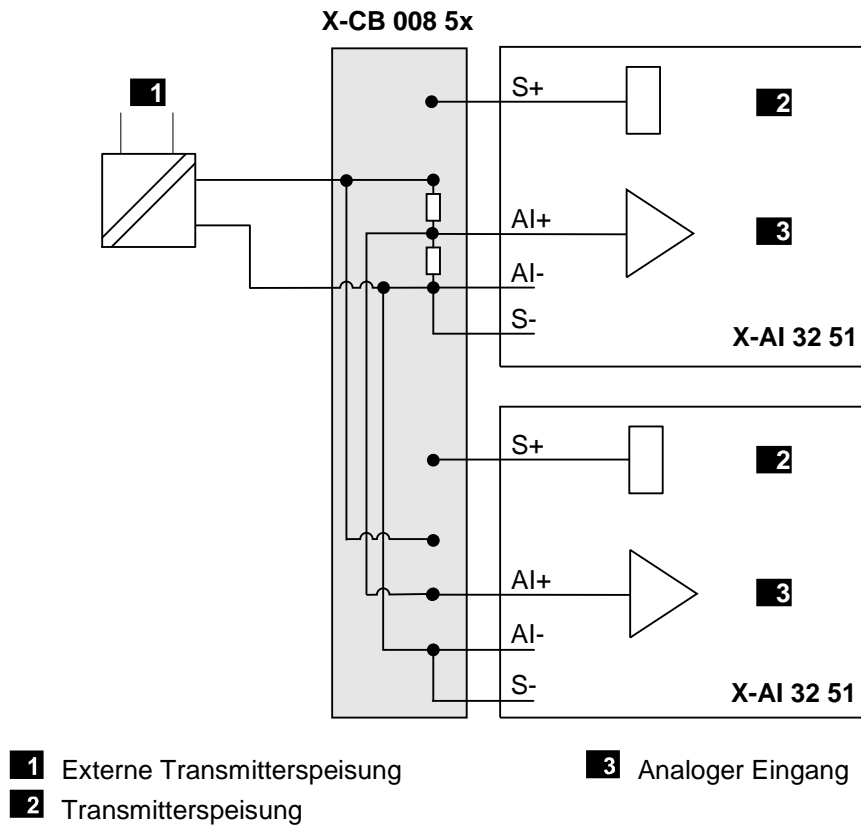 X-CB 008 5x
1
S+
2
AI+
3
AI-
S-
X-AI 32 51
S+
2
AI+
3
AI-
S-
X-AI 32 51
1 Externe Transmitterspeisung
3 Analoger Eingang
2 Transmitterspeisung